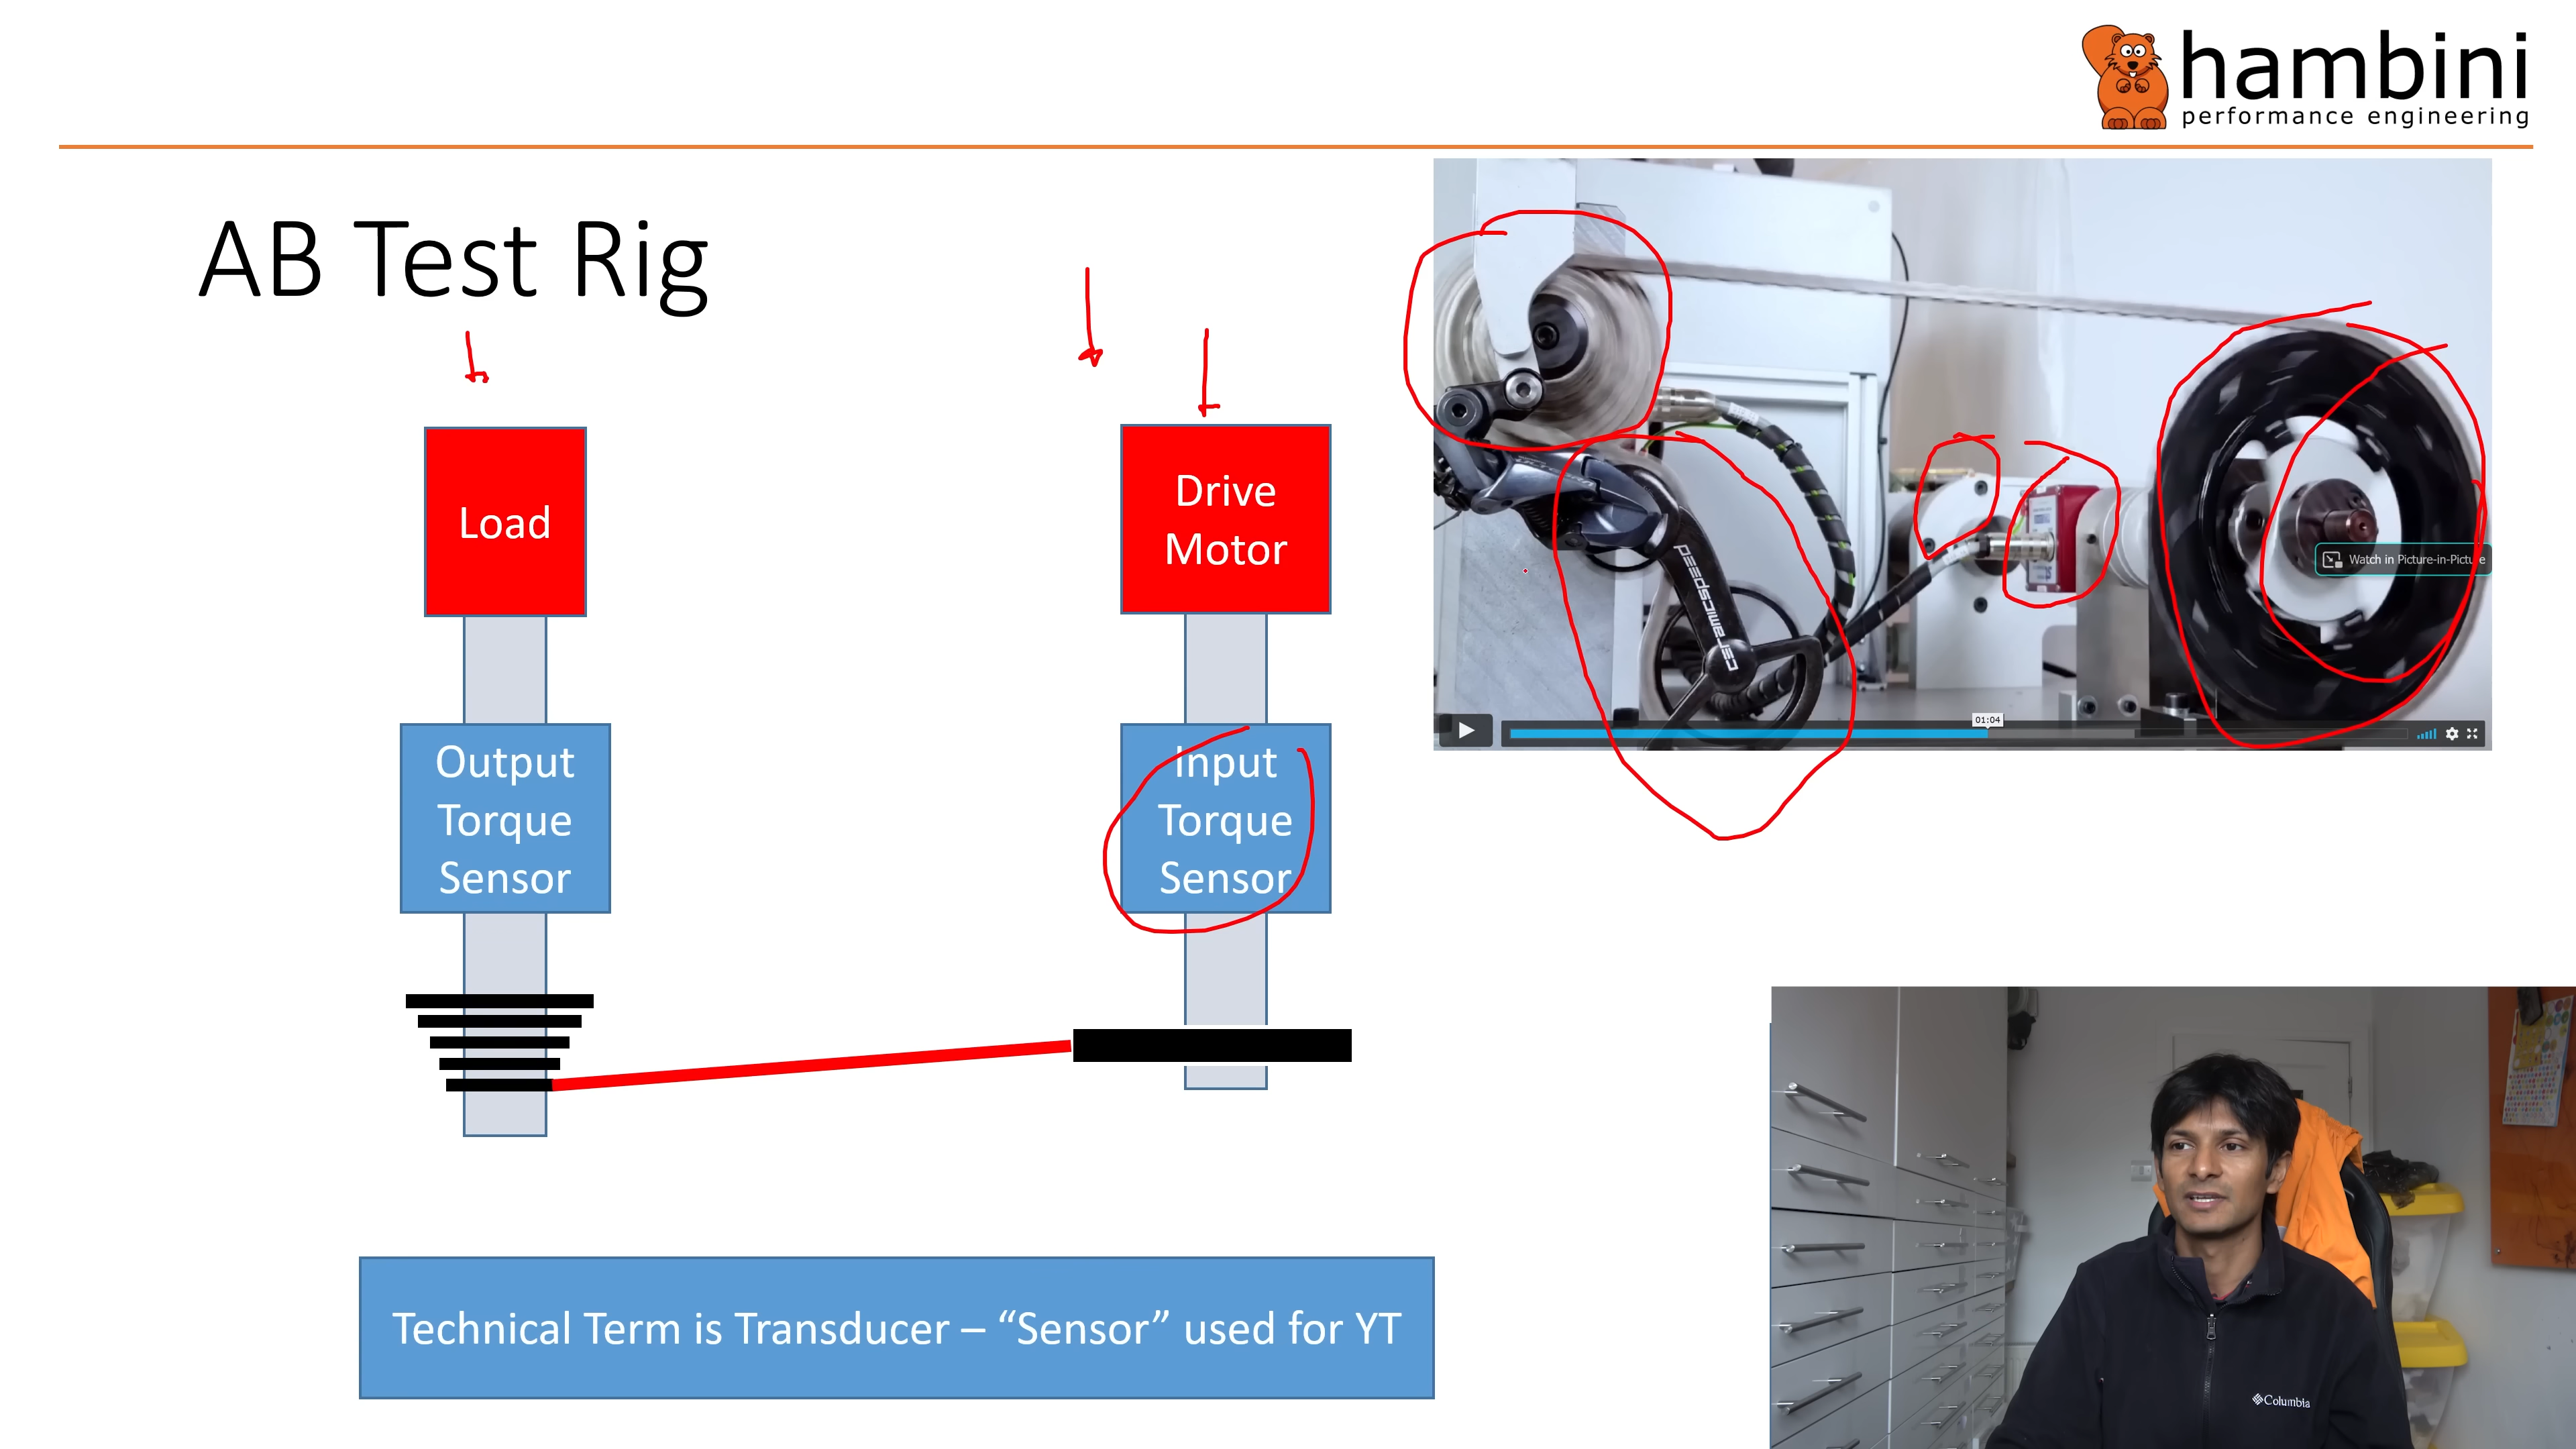 hambini
performance engineering
AB Test Rig
Load
Drive
Motor
Output
Torque
Sensor
Input
Torque
Sensor
CERAMICSPEED
Watch in Picture-in-Picture
01:04
Technical Term is Transducer – “Sensor” used for YT
Columbia